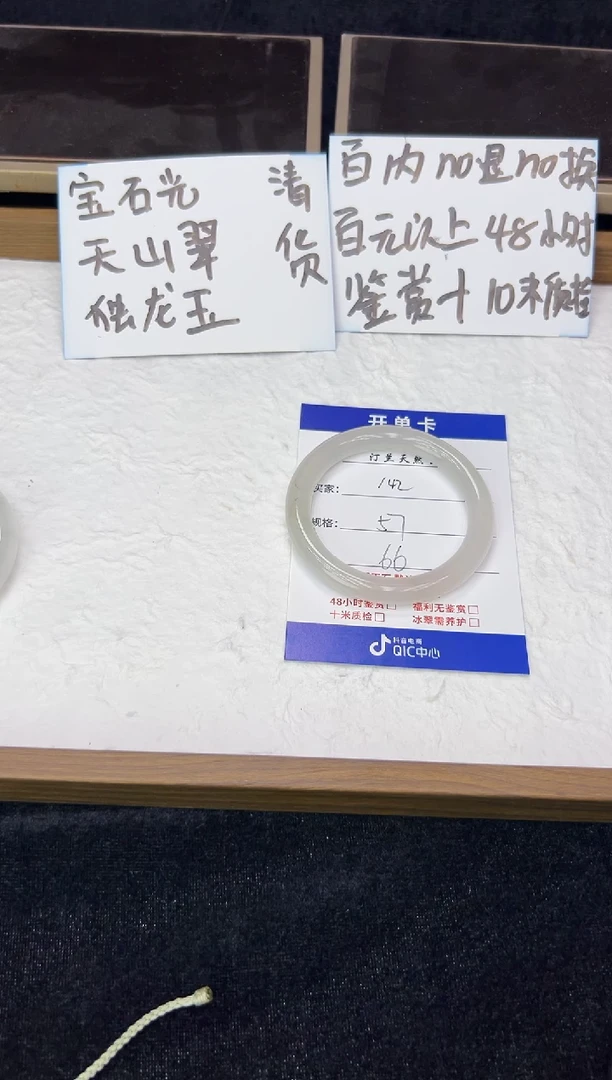 宝石光 清
天山翠 货
独龙玉
百内no退no换
百元以上48小时
鉴赏+10米质检
开单卡
天然.
买家: 142
规格: 57
66
48小时鉴赏□ 福利无鉴赏□
十米质检□ 冰翠需养护□
抖音电商
QIC中心